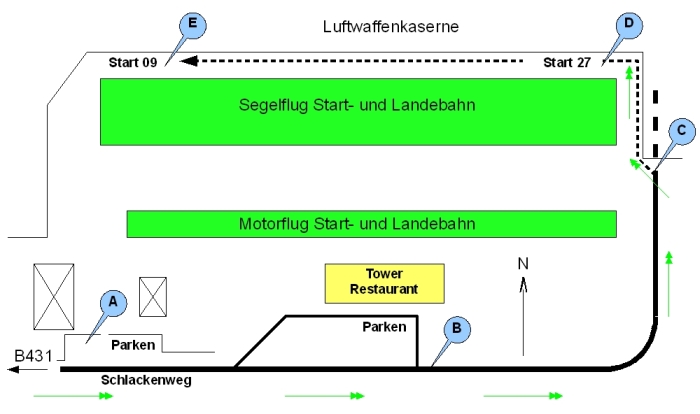 E
Luftwaffenkaserne
D
Start 09
Start 27
Segelflug Start- und Landebahn
C
Motorflug Start- und Landebahn
Tower
Restaurant
N
A
Parken
B
Parken
B431
Schlackenweg